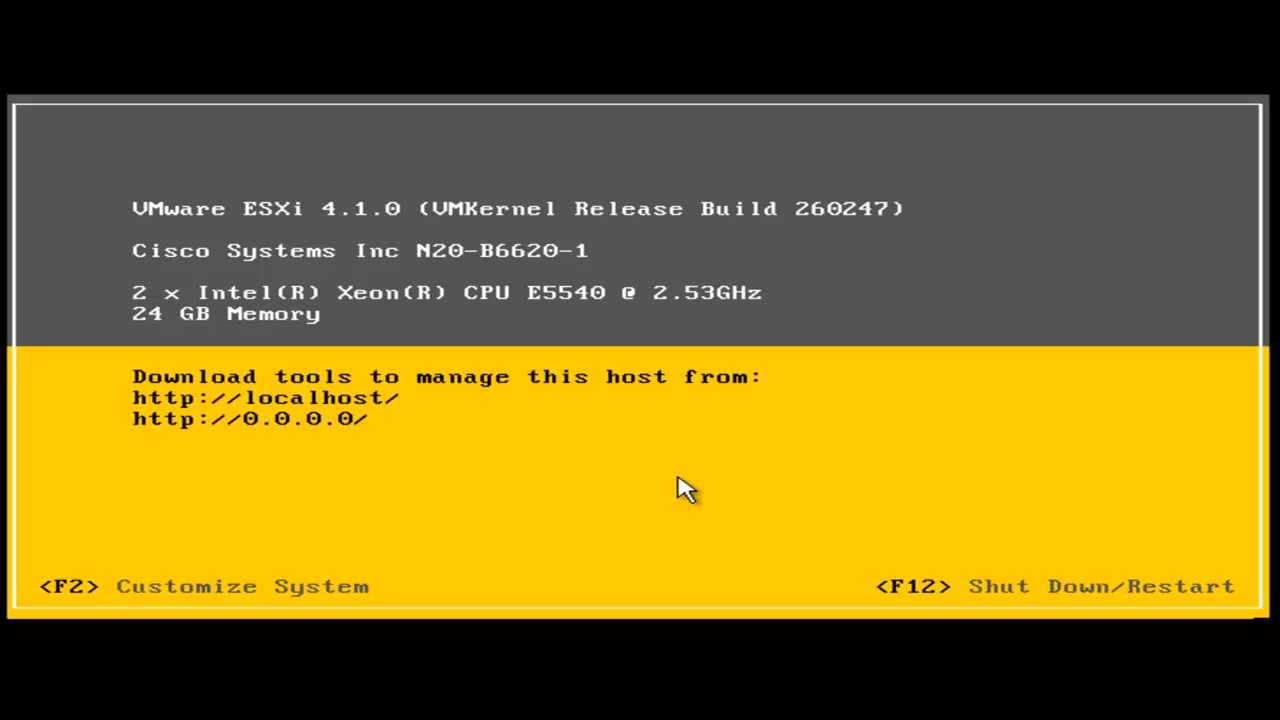 VMware ESXi 4.1.0 (VMKernel Release Build 260247)
Cisco Systems Inc N20-B6620-1
2 x Intel(R) Xeon(R) CPU E5540 @ 2.53GHz
24 GB Memory
Download tools to manage this host from:
http://localhost/
http://0.0.0.0/
<F2> Customize System
<F12> Shut Down/Restart